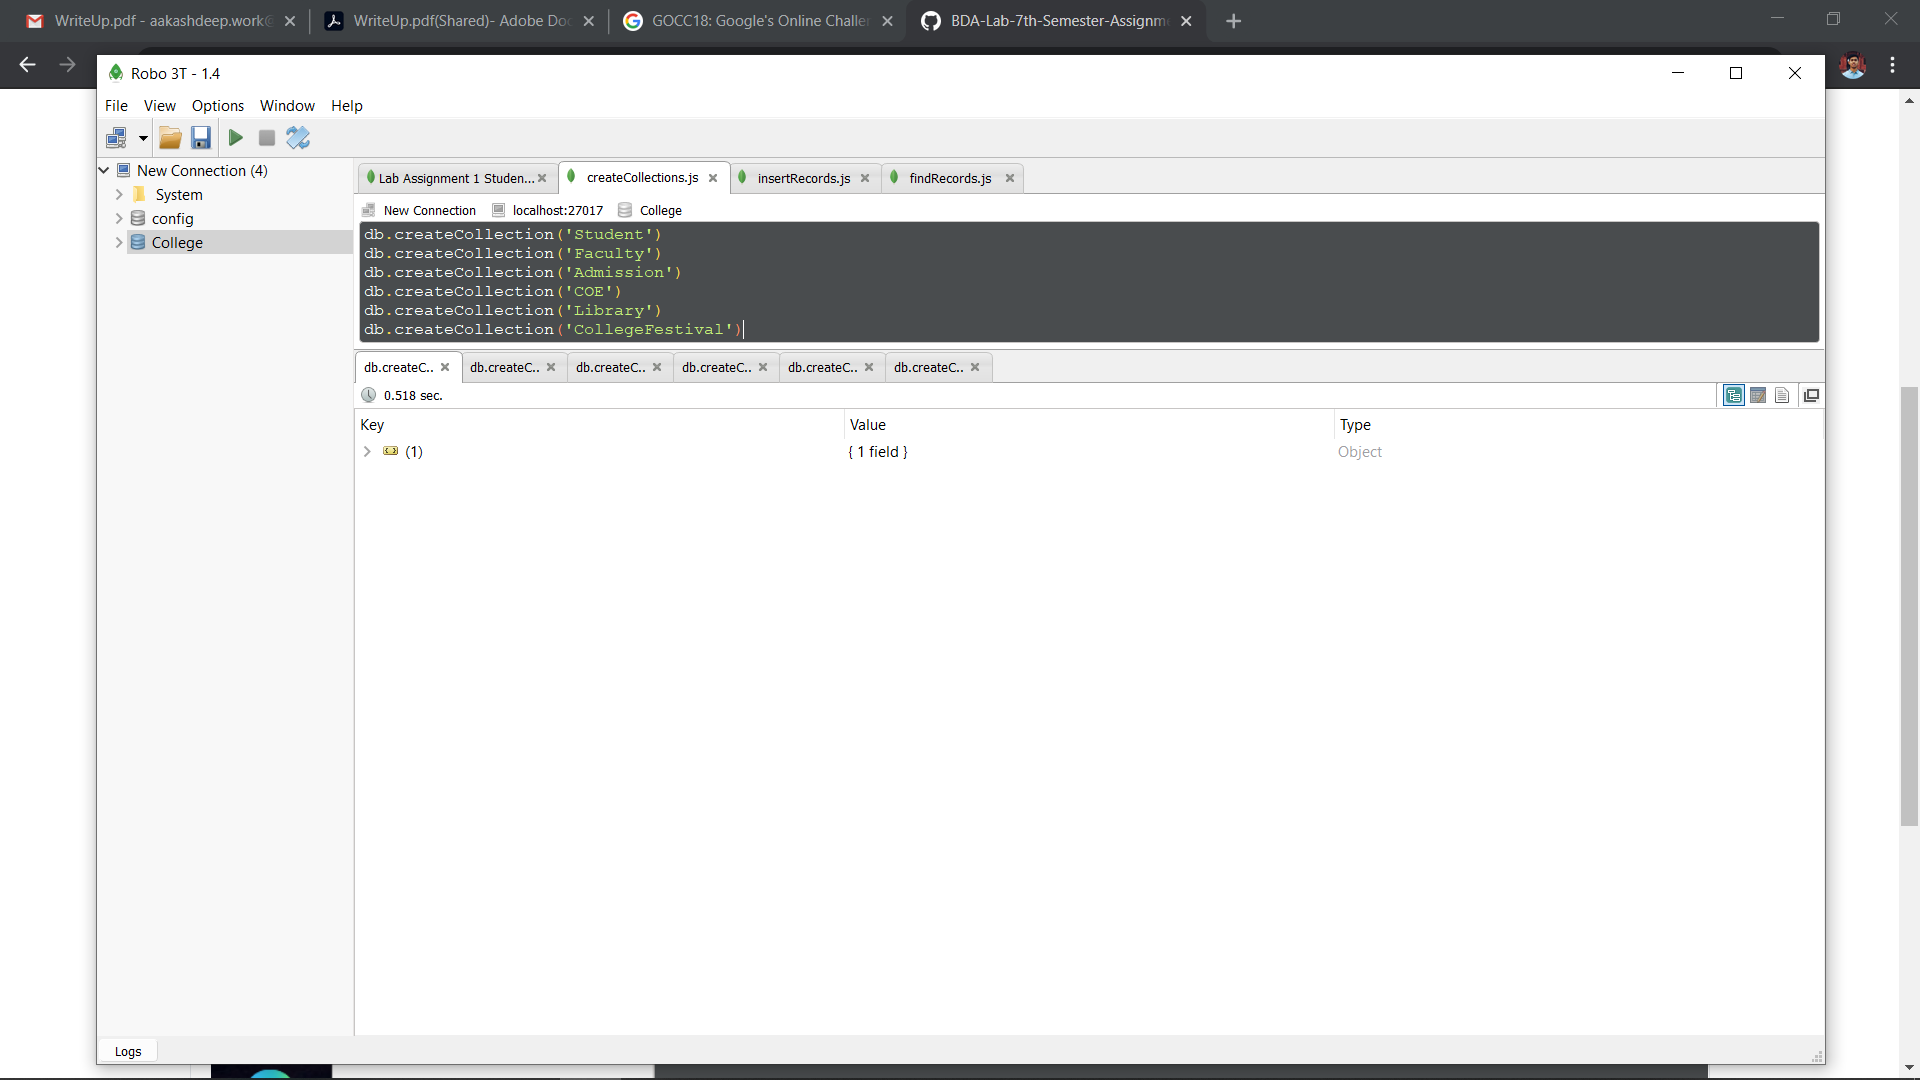 WriteUp.pdf - aakashdeep.work@
WriteUp.pdf(Shared)- Adobe Doc
GOCC18: Google's Online Challen
BDA-Lab-7th-Semester-Assignme
Robo 3T - 1.4
File View Options Window Help
New Connection (4)
System
config
College
Lab Assignment 1 Studen...
createCollections.js
insertRecords.js
findRecords.js
New Connection localhost:27017 College
db.createCollection('Student')
db.createCollection('Faculty')
db.createCollection('Admission')
db.createCollection('COE')
db.createCollection('Library')
db.createCollection('CollegeFestival')
db.createC.. db.createC.. db.createC.. db.createC.. db.createC.. db.createC..
0.518 sec.
Key Value Type
(1) { 1 field } Object
Logs